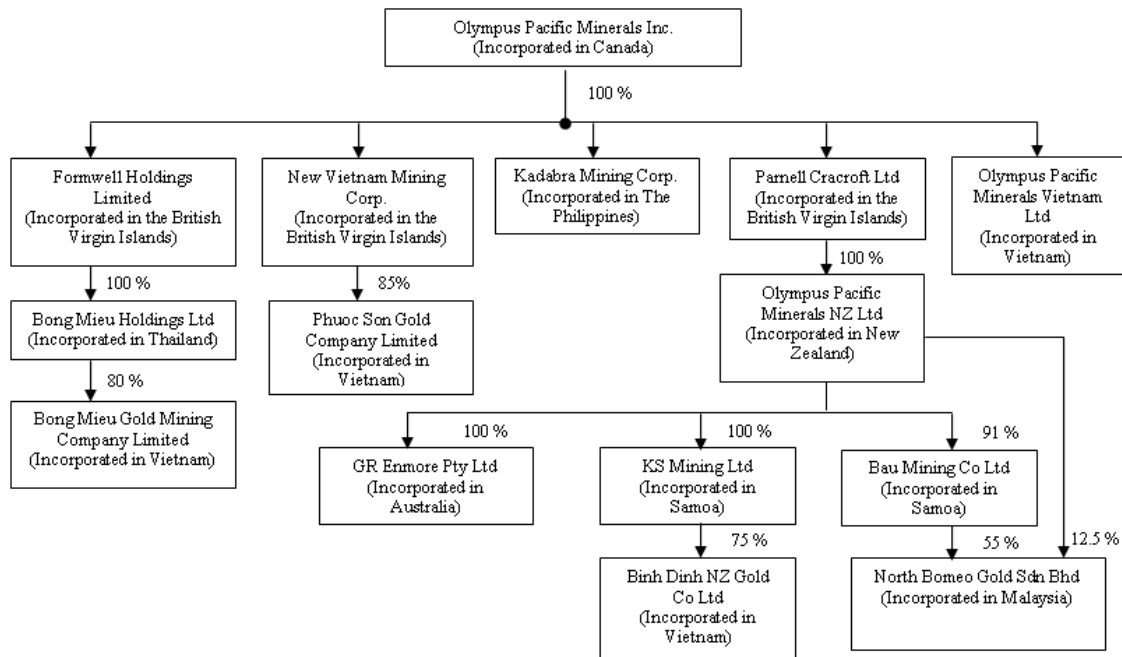 Olympus Pacific Minerals Inc.
(Incorporated in Canada)
100 %
Formwell Holdings
Limited
(Incorporated in the British
Virgin Islands)
New Vietnam Mining
Corp.
(Incorporated in the
British Virgin Islands)
Kadabra Mining Corp.
(Incorporated in The
Philippines)
Parnell Cracroft Ltd
(Incorporated in the
British Virgin Islands)
Olympus Pacific
Minerals Vietnam
Ltd
(Incorporated in
Vietnam)
100 %
85%
100 %
Bong Mieu Holdings Ltd
(Incorporated in Thailand)
Phuoc Son Gold
Company Limited
(Incorporated in
Vietnam)
Olympus Pacific
Minerals NZ Ltd
(Incorporated in New
Zealand)
80 %
Bong Mieu Gold Mining
Company Limited
(Incorporated in Vietnam)
100 %
100 %
91 %
GR Enmore Pty Ltd
(Incorporated in
Australia)
KS Mining Ltd
(Incorporated in
Samoa)
Bau Mining Co Ltd
(Incorporated in
Samoa)
75 %
55 %
12.5 %
Binh Dinh NZ Gold
Co Ltd
(Incorporated in
Vietnam)
North Borneo Gold Sdn Bhd
(Incorporated in Malaysia)